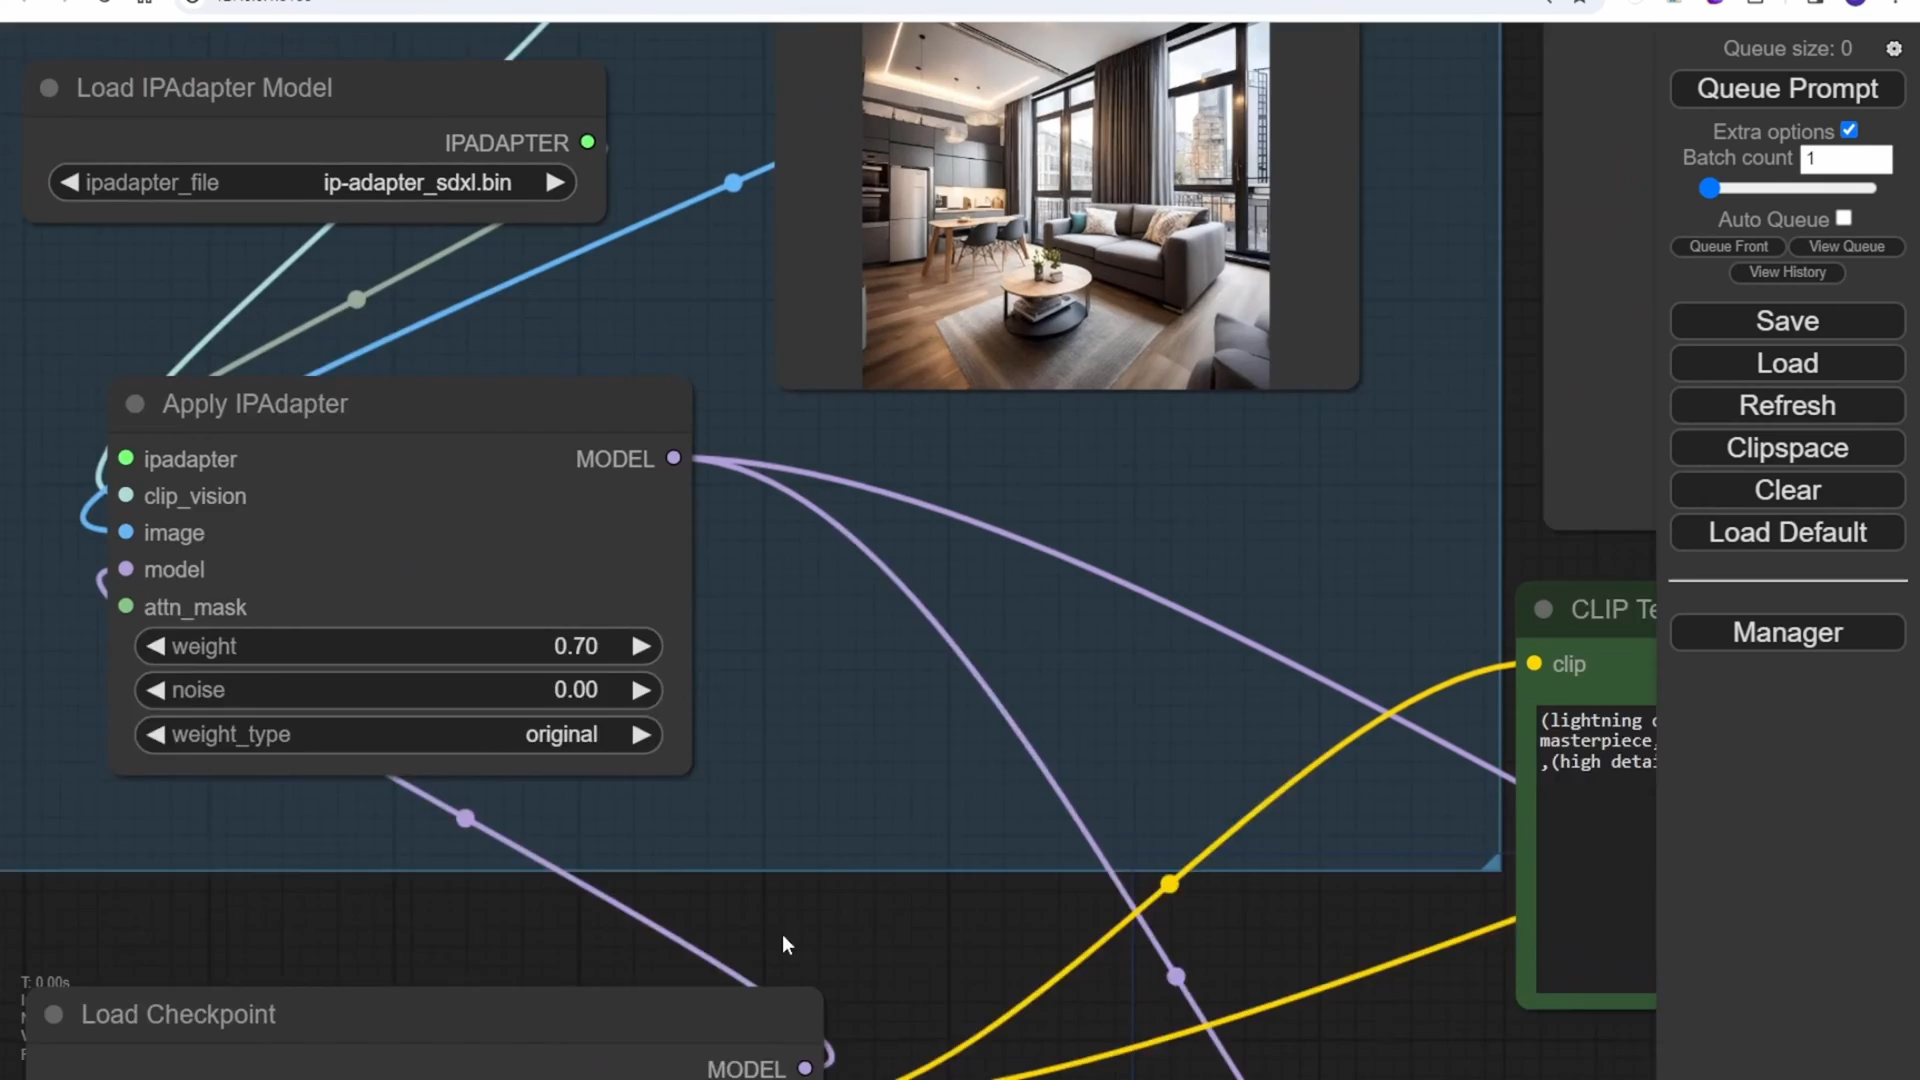 Load IPAdapter Model
IPADAPTER
ipadapter_file ip-adapter_sdxl.bin
Apply IPAdapter
ipadapter
MODEL
clip_vision
image
model
attn_mask
weight 0.70
noise 0.00
weight_type original
T: 0.00s
Load Checkpoint
MODEL
CLIP Te
clip
(lightning
masterpiece,
,(high detai
Queue size: 0
Queue Prompt
Extra options
Batch count 1
Auto Queue
Queue Front
View Queue
View History
Save
Load
Refresh
Clipspace
Clear
Load Default
Manager